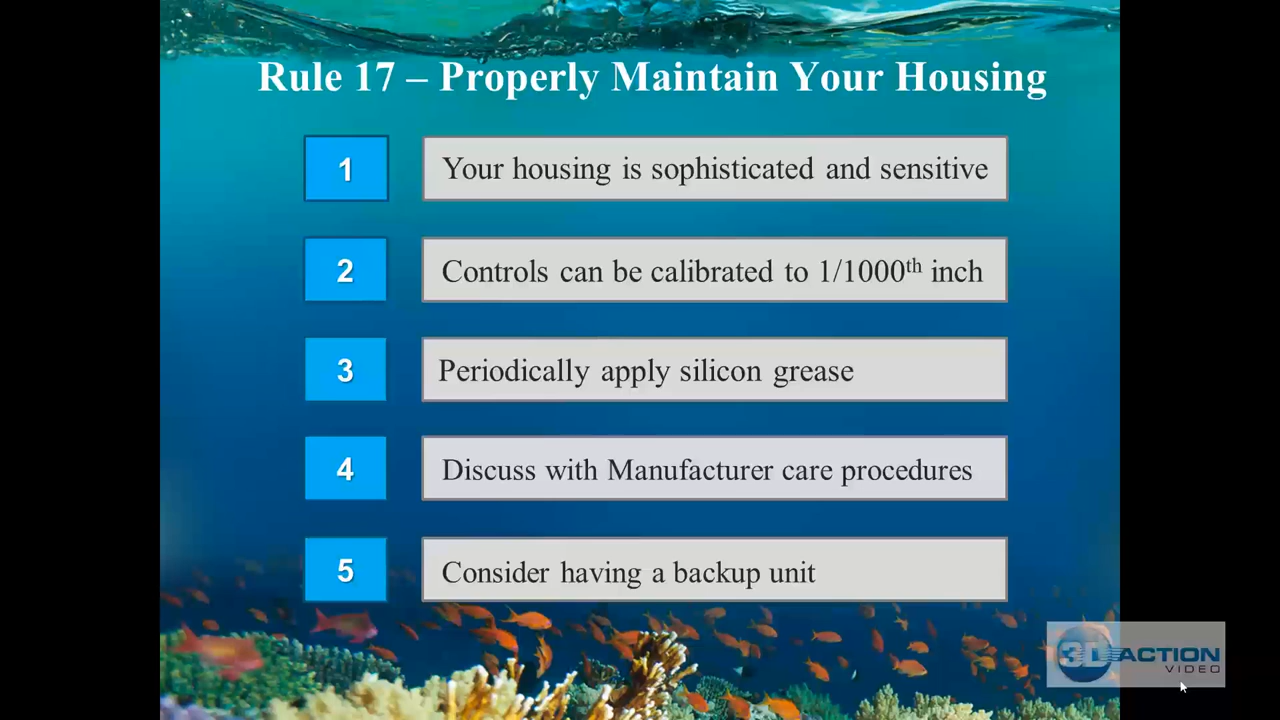 Rule 17 – Properly Maintain Your Housing
1
Your housing is sophisticated and sensitive
2
Controls can be calibrated to 1/1000th inch
3
Periodically apply silicon grease
4
Discuss with Manufacturer care procedures
5
Consider having a backup unit
3D ACTION
VIDEO